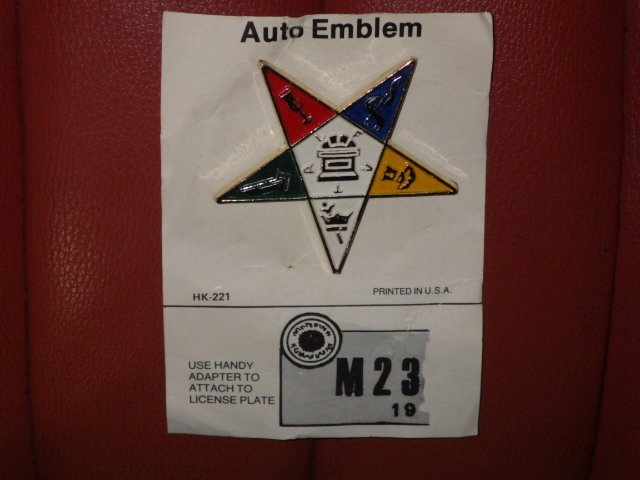 Auto Emblem
F
A
T
A
L
HK-221
PRINTED IN U.S.A.
USE HANDY
ADAPTER TO
ATTACH TO
LICENSE PLATE
M23
19